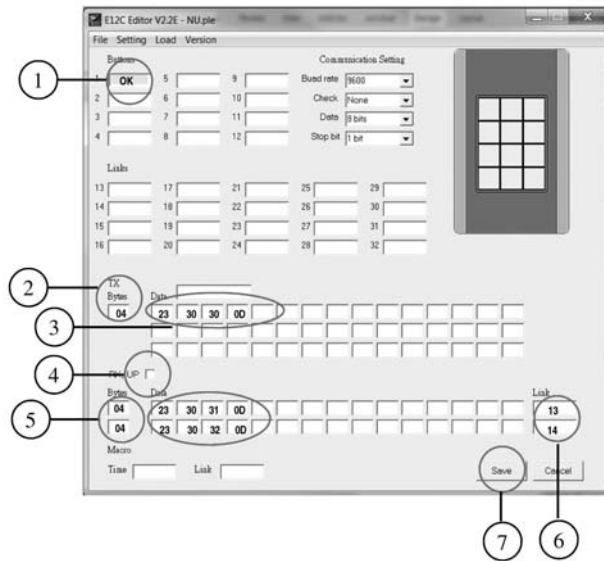 E12C Editor V2.2E - NU.ple
File Setting Load Version
Buttons Communication Setting
1 OK 5 9 Buad rate 9600
2 6 10 Check None
3 7 11 Data 8 bits
4 8 12 Stop bit 1 bit
Links
13 17 21 25 29
14 18 22 26 30
15 19 23 27 31
16 20 24 28 32
TX
Bytes Data
04 23 30 30 0D
UP
Bytes Data Link
04 23 30 31 0D 13
04 23 30 32 0D 14
Macro
Time Link Save Cancel
1
2
3
4
5
6
7